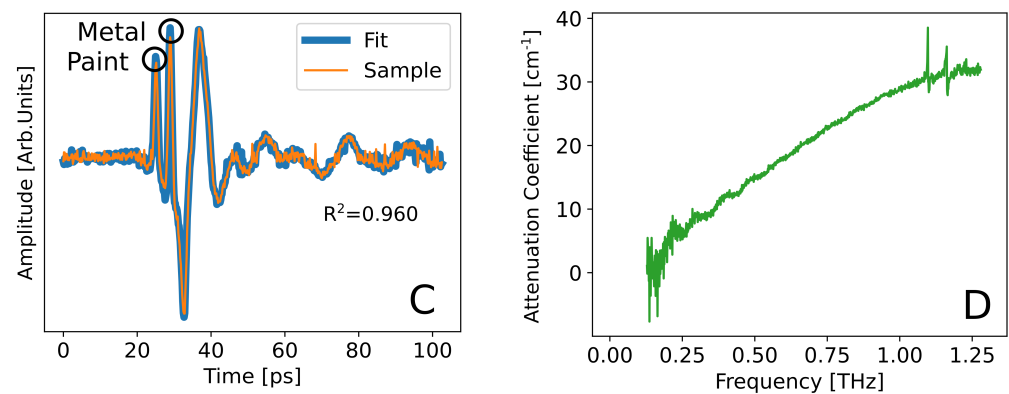 Metal
Paint
Fit
Sample
R²=0.960
C
Amplitude [Arb.Units]
0 20 40 60 80 100
Time [ps]
40
30
20
10
0
D
Attenuation Coefficient [cm⁻¹]
0.00 0.25 0.50 0.75 1.00 1.25
Frequency [THz]